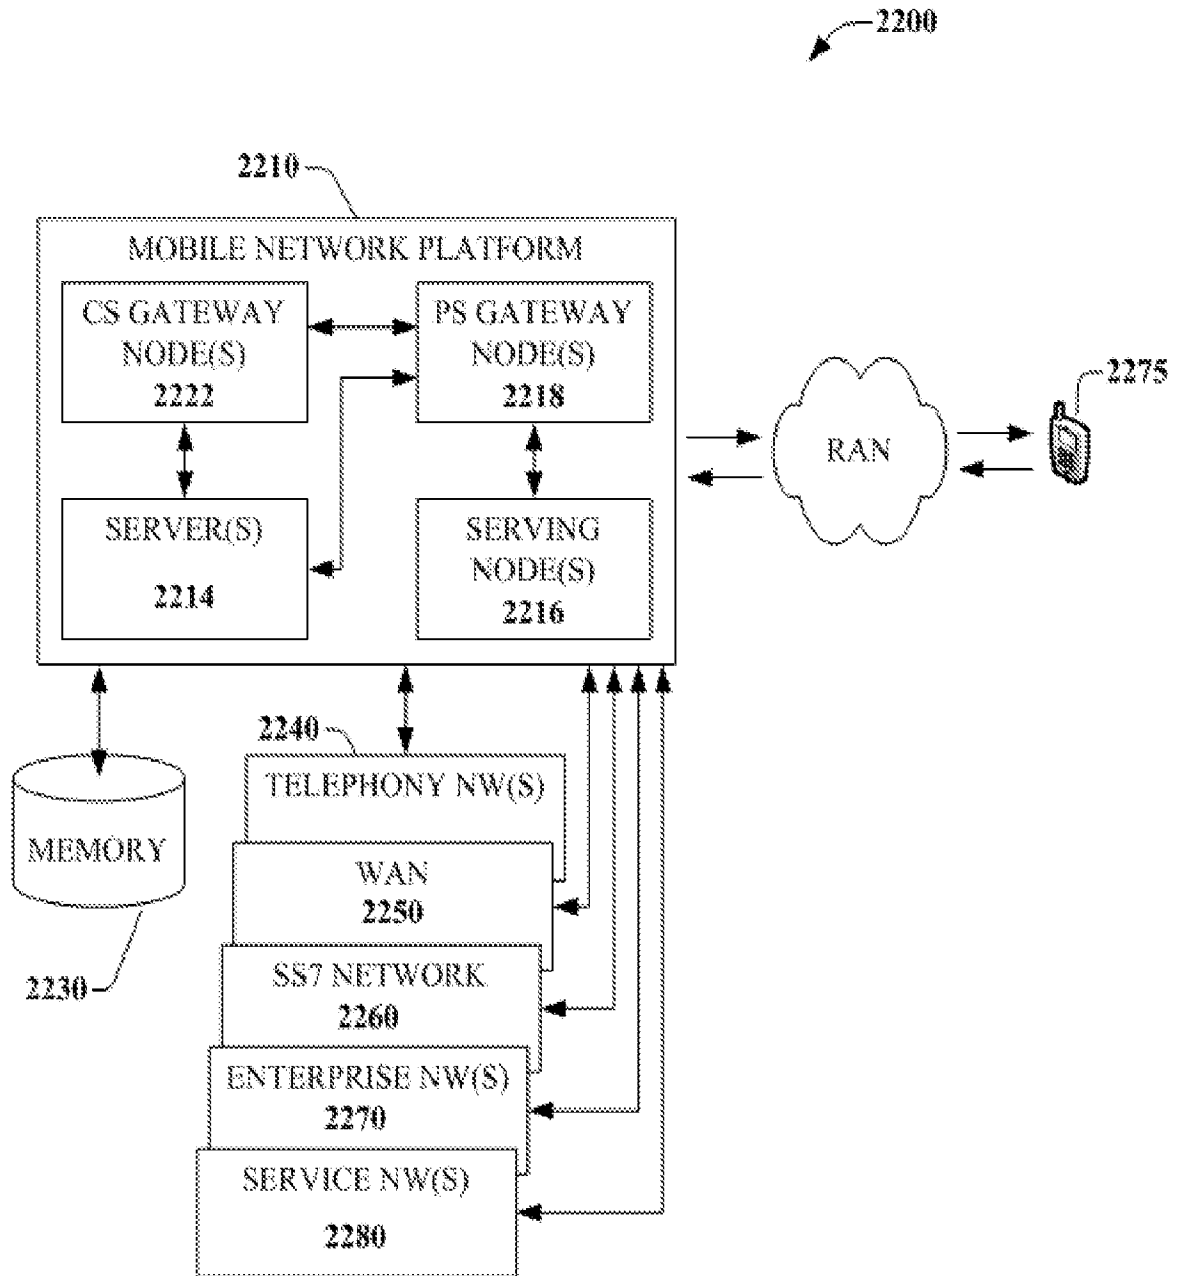 2200
2210
MOBILE NETWORK PLATFORM
CS GATEWAY
NODE(S)
2222
PS GATEWAY
NODE(S)
2218
SERVER(S)
2214
SERVING
NODE(S)
2216
RAN
2275
2240
TELEPHONY NW(S)
MEMORY
2230
WAN
2250
SS7 NETWORK
2260
ENTERPRISE NW(S)
2270
SERVICE NW(S)
2280